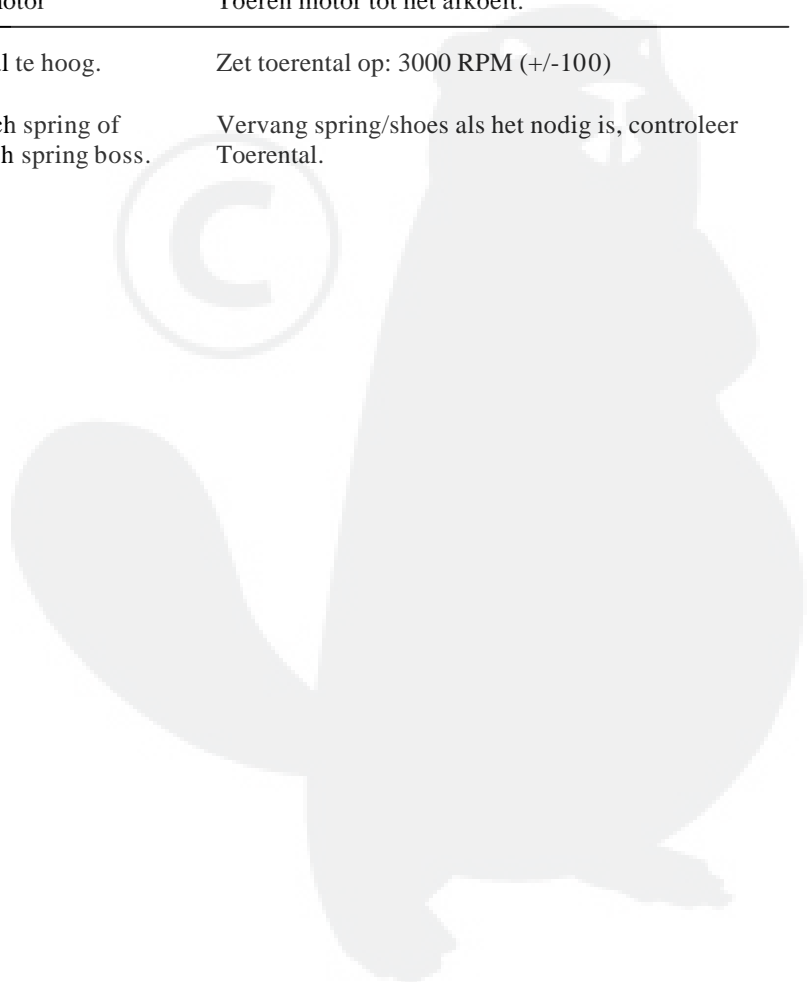 motor Toeren motor tot het afkoelt.
l te hoog. Zet toerental op: 3000 RPM (+/-100)
ch spring of Vervang spring/shoes als het nodig is, controleer
h spring boss. Toerental.
©